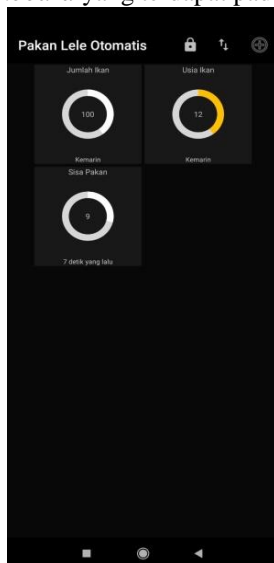 Pakan Lele Otomatis
Jumlah Ikan
100
Kemarin
Usia Ikan
12
Kemarin
Sisa Pakan
9
7 detik yang lalu